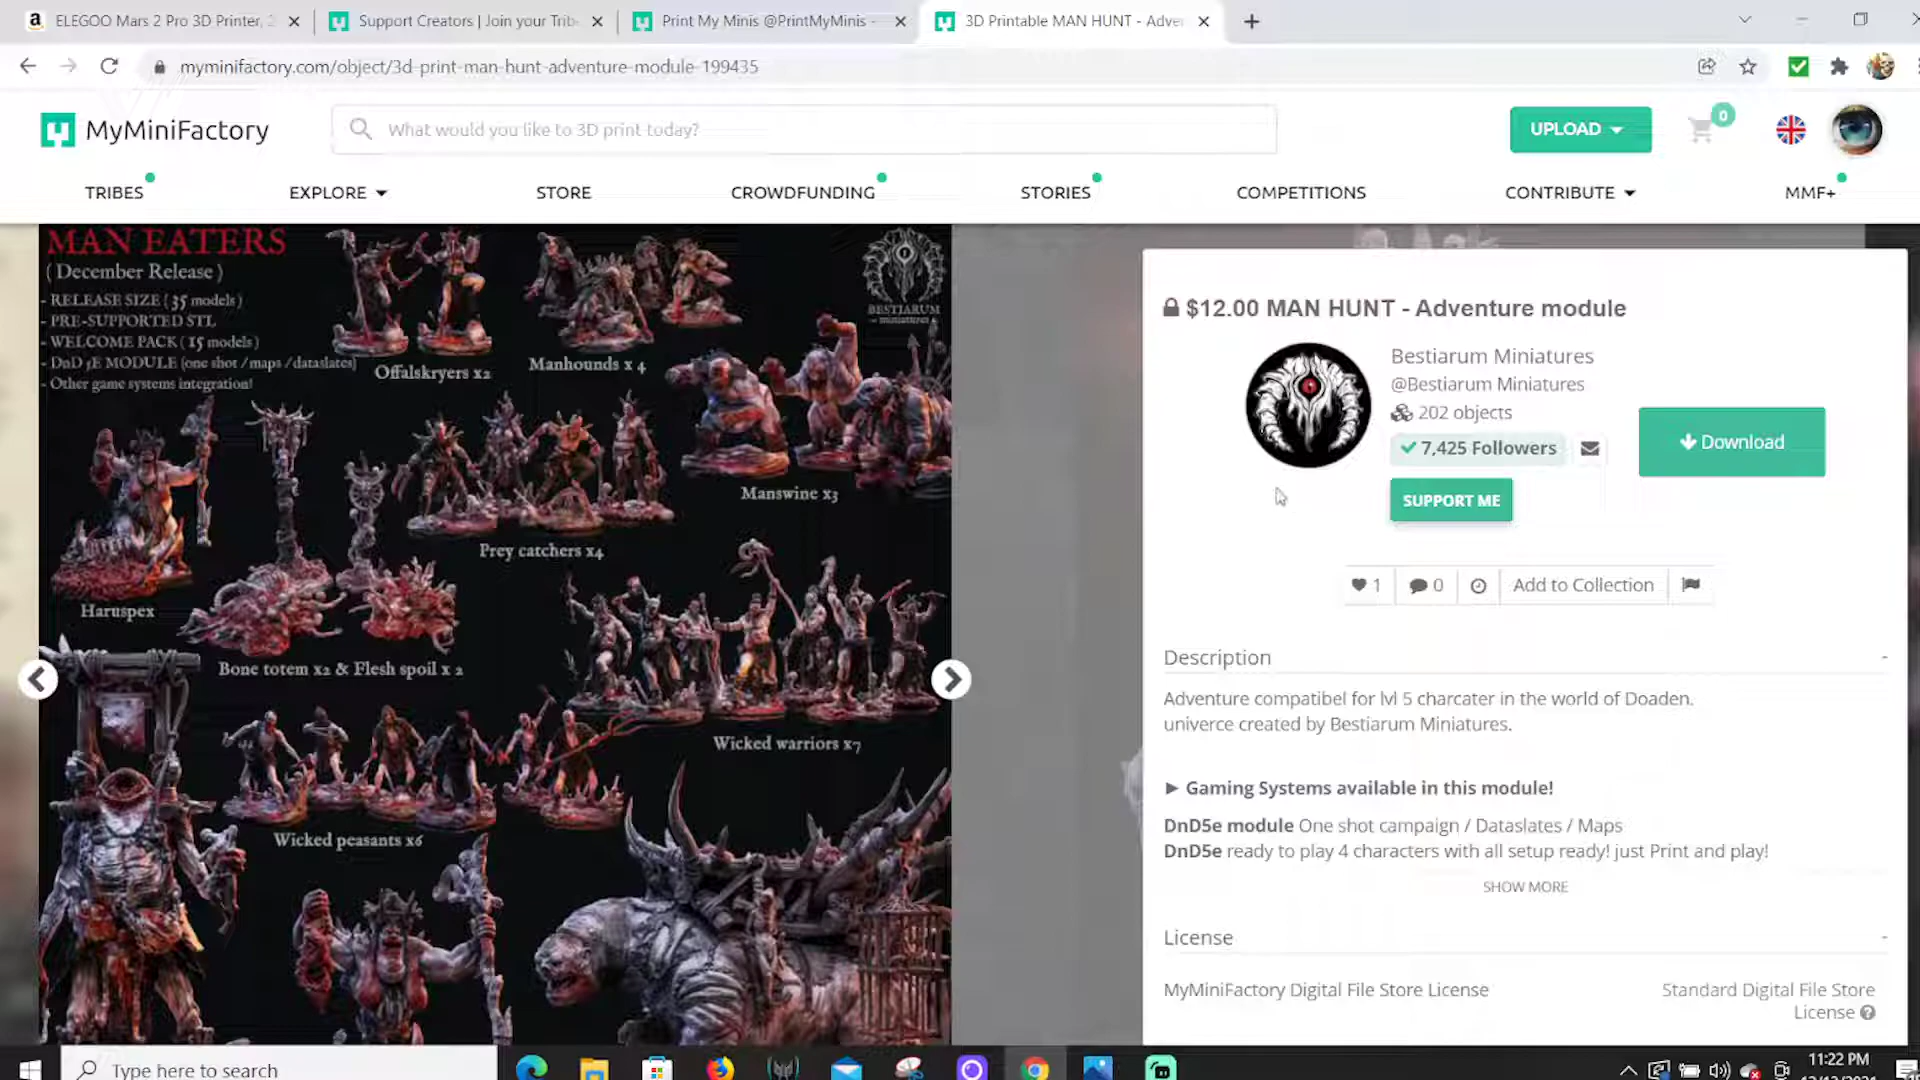 ELEGOO Mars 2 Pro 3D Printer,
Support Creators | Join your Trib
Print My Minis @PrintMyMinis -
3D Printable MAN HUNT - Adve
myminifactory.com/object/3d-print-man-hunt-adventure-module-199435
MyMiniFactory
What would you like to 3D print today?
UPLOAD
0
TRIBES
EXPLORE
STORE
CROWDFUNDING
STORIES
COMPETITIONS
CONTRIBUTE
MMF+
MAN EATERS
( December Release )
- RELEASE SIZE ( 35 models )
- PRE-SUPPORTED STL
- WELCOME PACK ( 15 models )
- DnD 5E MODULE (one shot /maps /dataslates)
- Other game systems integration!
BESTIARUM
- miniatures -
Offalskryers x2
Manhounds x 4
Manswine x3
Prey catchers x4
Haruspex
Bone totem x2 & Flesh spoil x 2
Wicked warriors x7
Wicked peasants x6
$12.00 MAN HUNT - Adventure module
Bestiarum Miniatures
@Bestiarum Miniatures
202 objects
7,425 Followers
SUPPORT ME
Download
1
0
Add to Collection
Description
-
Adventure compatibel for lvl 5 charcater in the world of Doaden.
univerce created by Bestiarum Miniatures.
► Gaming Systems available in this module!
DnD5e module One shot campaign / Dataslates / Maps
DnD5e ready to play 4 characters with all setup ready! just Print and play!
SHOW MORE
License
-
MyMiniFactory Digital File Store License
Standard Digital File Store
License
Type here to search
11:22 PM